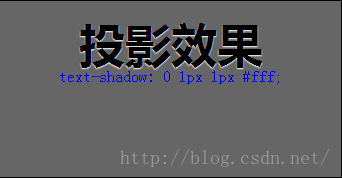 投影效果
text-shadow: 0 1px 1px #fff;
http://blog.csdn.net/